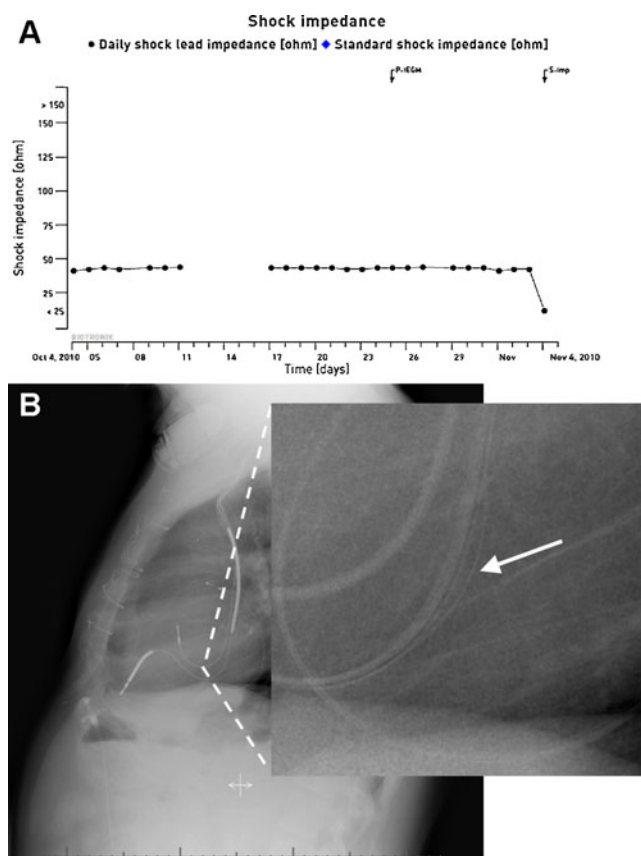 A
Shock impedance
Daily shock lead impedance [ohm] Standard shock impedance [ohm]
P-IEGM S-imp
Shock impedance [ohm]
> 150
150
125
100
75
50
25
< 25
BIOTRONIK
Oct 4, 2010 05 08 11 14 17 20 23 26 29 Nov Nov 4, 2010
Time [days]
B